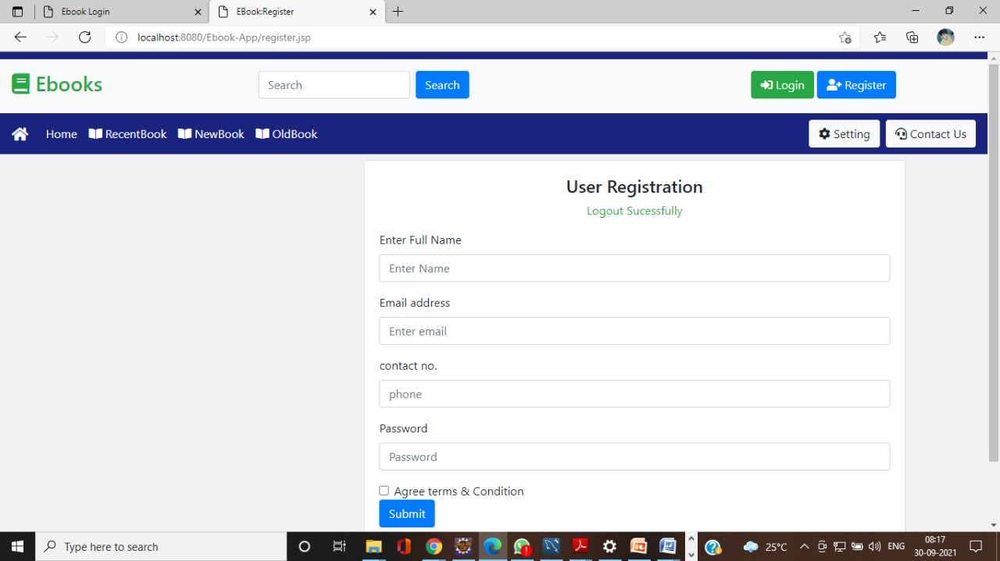 Ebook Login
EBook:Register
localhost:8080/Ebook-App/register.jsp
Ebooks
Search
Search
Login
Register
Home
RecentBook
NewBook
OldBook
Setting
Contact Us
User Registration
Logout Sucessfully
Enter Full Name
Enter Name
Email address
Enter email
contact no.
phone
Password
Password
Agree terms & Condition
Submit
Type here to search
25°C
ENG
08:17
30-09-2021